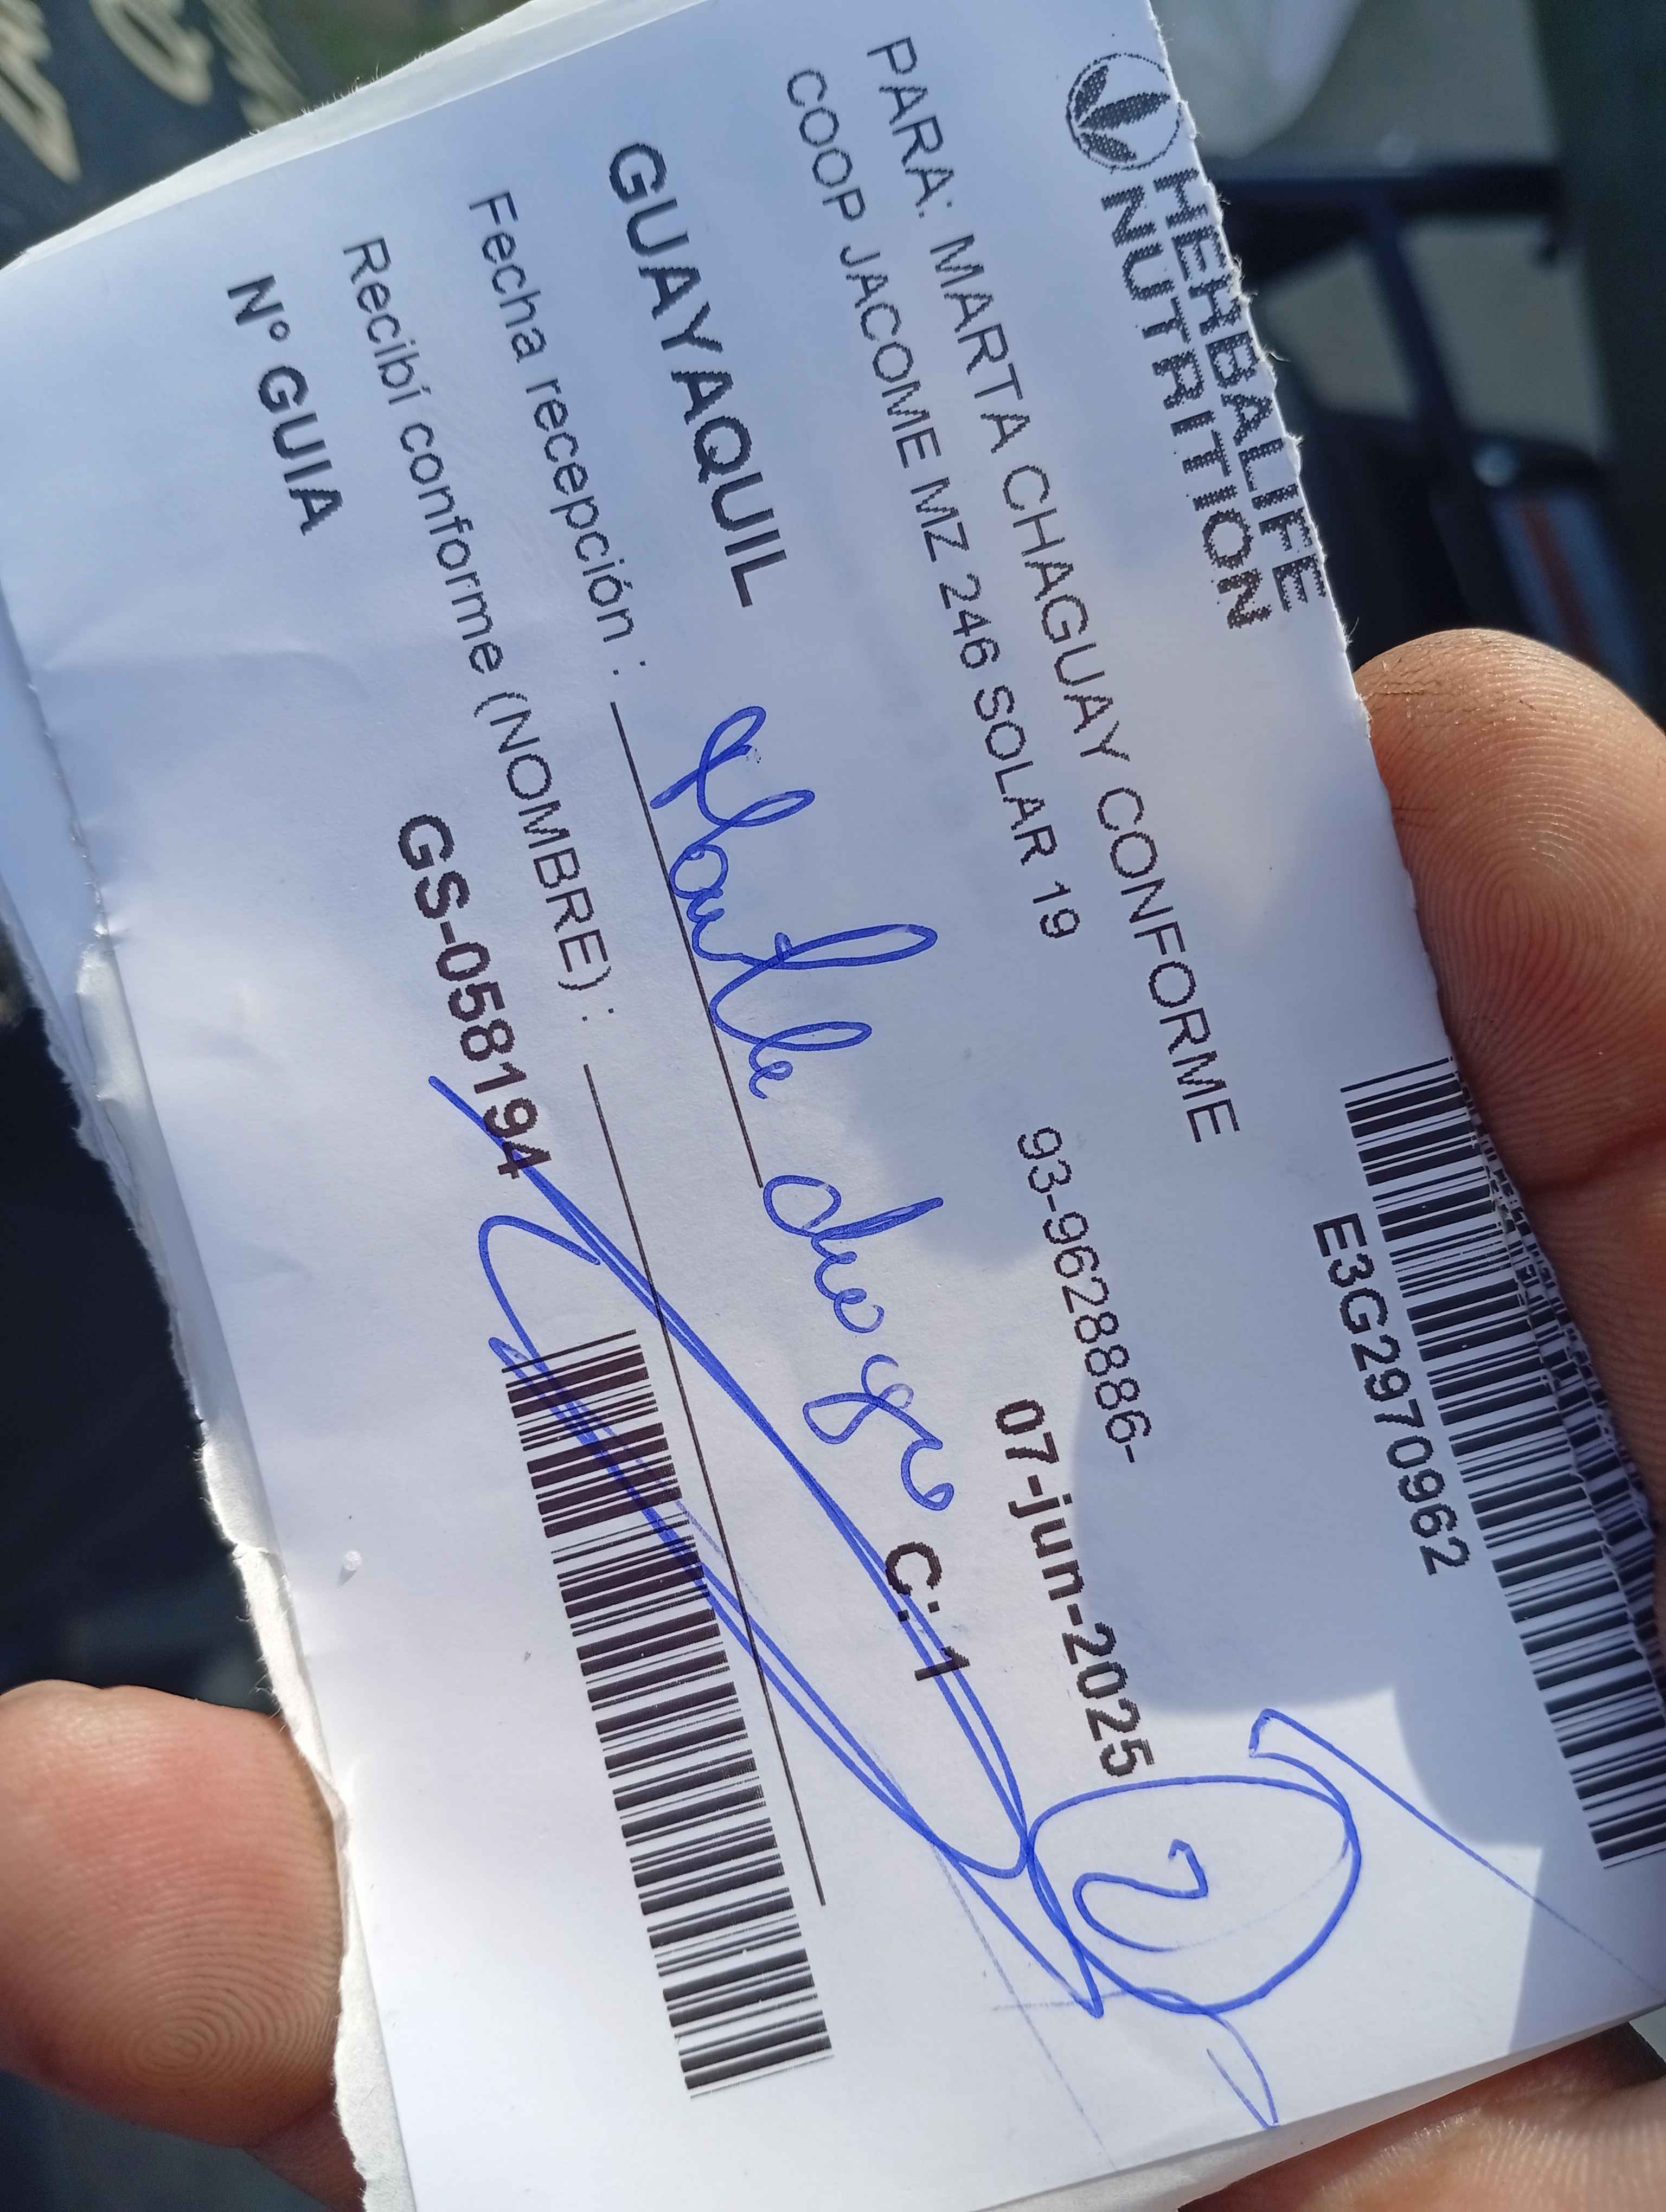 HERBALIFE
NUTRITION
E3G2970962
PARA: MARTA CHAGUAY CONFORME
COOP JACOME MZ 246 SOLAR 19
93-9628886-
07-jun-2025
2
GUAYAQUIL
C: 1
Fecha recepción :
Recibí conforme (NOMBRE) :
N° GUIA
GS-058194